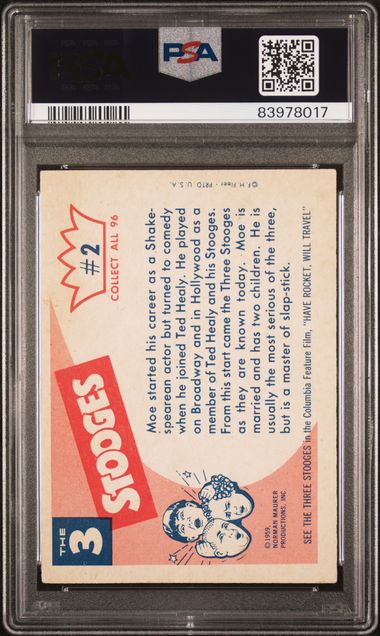 PSA
PSA
83978017
THE
3
STOOGES
#2
COLLECT ALL 96
Moe started his career as a Shake-
spearean actor but turned to comedy
when he joined Ted Healy. He played
on Broadway and in Hollywood as a
member of Ted Healy and his Stooges.
From this start came the Three Stooges
as they are known today. Moe is
married and has two children. He is
usually the most serious of the three,
but is a master of slap-stick.
©F.H.Fleer - PRTD U.S.A.
©1959,
NORMAN MAURER
PRODUCTIONS, INC.
SEE THE THREE STOOGES in the Columbia Feature Film, "HAVE ROCKET, WILL TRAVEL"